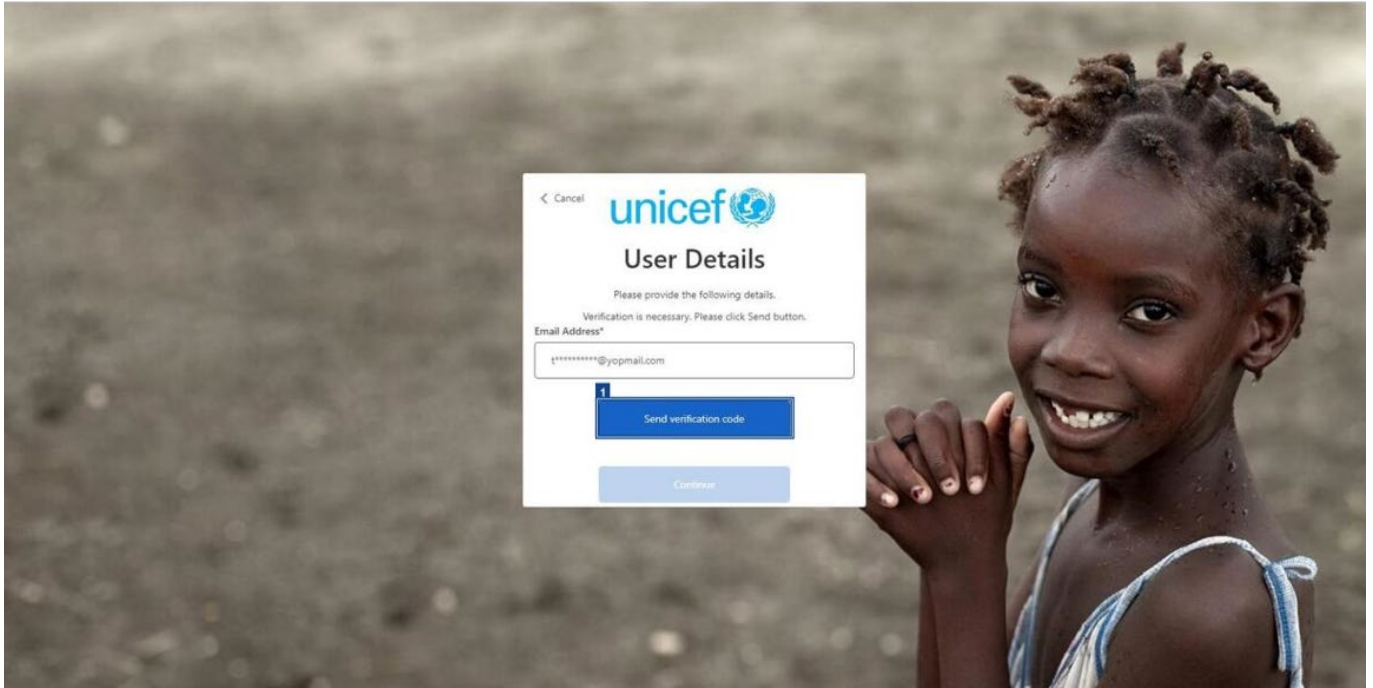 < Cancel
unicef
User Details
Please provide the following details.
Verification is necessary. Please click Send button.
Email Address*
t**********@yopmail.com
1
Send verification code
Continue